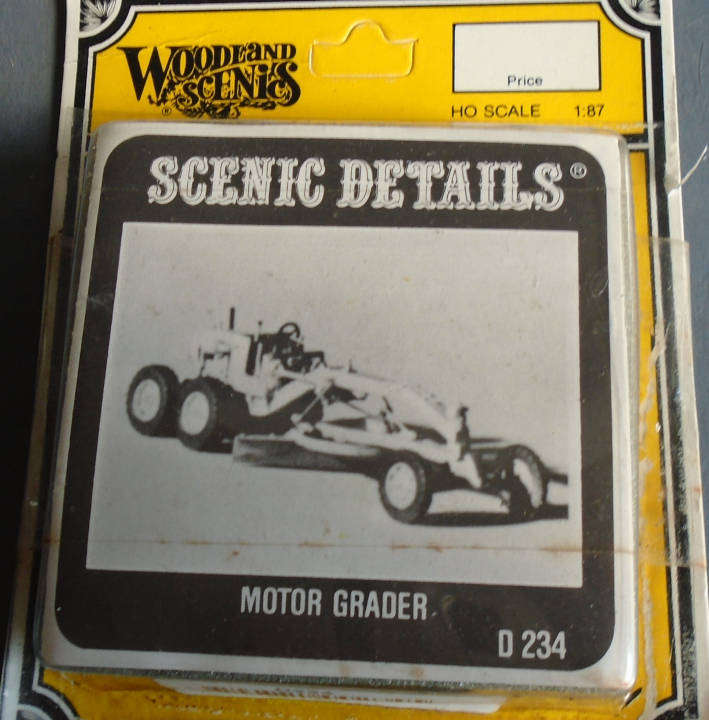 WOODLAND
SCENICS
®
Price
HO SCALE 1:87
SCENIC DETAILS®
MOTOR GRADER
D 234